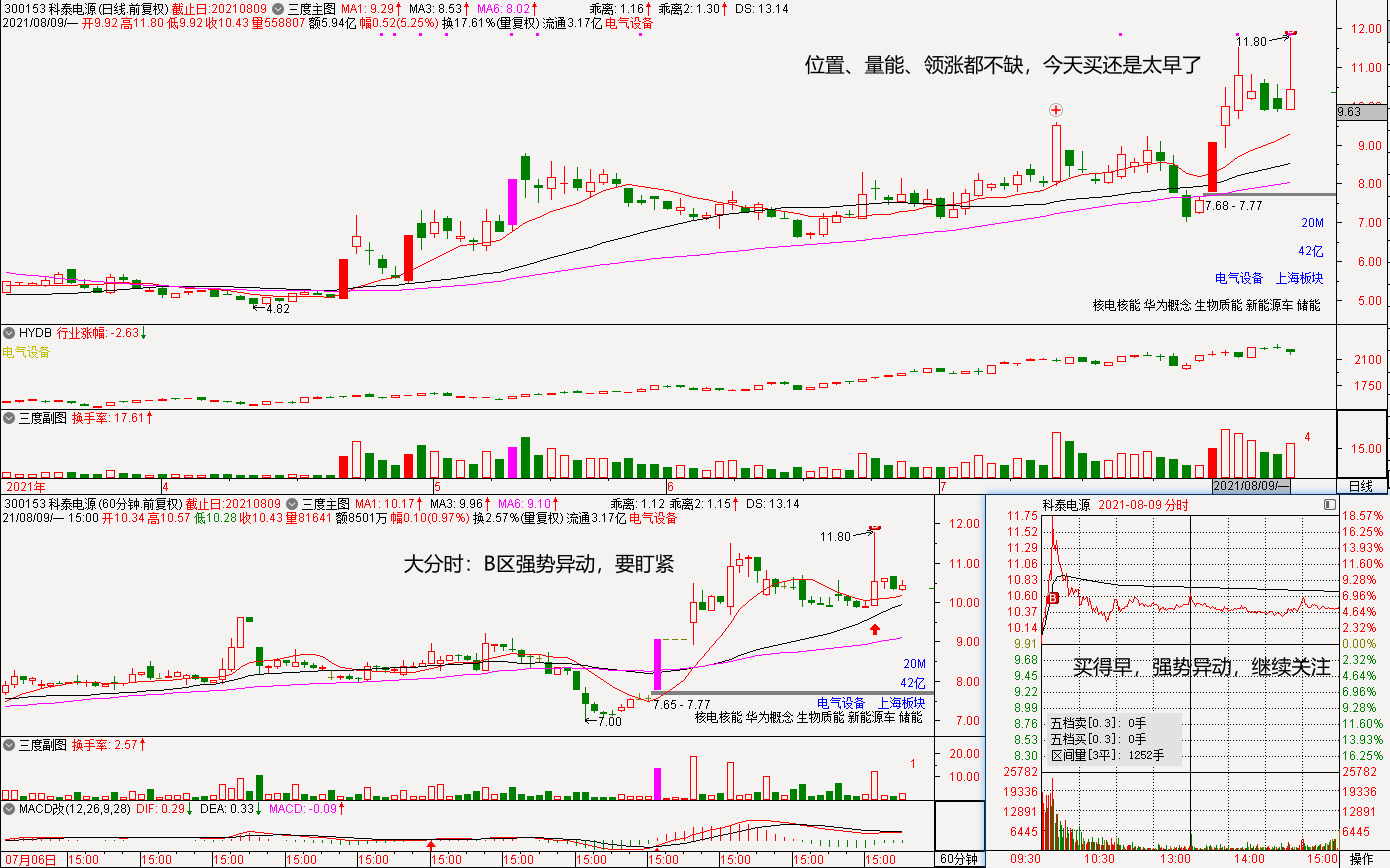 300153 科泰电源(日线.前复权) 截止日:20210809 三度主图 MA1: 9.29↑ MA3: 8.53↑ MA6: 8.02↑ 乖离: 1.16↑ 乖离2: 1.30↑ DS: 13.14
2021/08/09/— 开9.92 高11.80 低9.92 收10.43 量558807 额5.94亿 幅0.52(5.25%) 换17.61%(量复权) 流通3.17亿 电气设备
12.00
11.80
位置、量能、领涨都不缺，今天买还是太早了
11.00
9.63
9.00
8.00
7.68 - 7.77
7.00
20M
42亿
6.00
电气设备 上海板块
5.00
核电核能 华为概念 生物质能 新能源车 储能
4.82
HYDB 行业涨幅: -2.63↓
电气设备
2100
1750
三度副图 换手率: 17.61↑
4
15.00
2021年 4 5 6 7 2021/08/09/— 日线
300153 科泰电源(60分钟.前复权) 截止日:20210809 三度主图 MA1: 10.17↑ MA3: 9.96↑ MA6: 9.10↑ 乖离: 1.12 乖离2: 1.15↑ DS: 13.14
21/08/09/— 15:00 开10.34 高10.57 低10.28 收10.43 量81641 额8501万 幅0.10(0.97%) 换2.57%(量复权) 流通3.17亿 电气设备
12.00
11.80
大分时：B区强势异动，要盯紧
11.00
10.00
9.00
20M
8.00
42亿
7.65 - 7.77
电气设备 上海板块
核电核能 华为概念 生物质能 新能源车 储能
7.00
7.00
三度副图 换手率: 2.57↑
20.00
1
10.00
MACD改(12,26,9,28) DIF: 0.29↓ DEA: 0.33↓ MACD: -0.09↑
07月06日 15:00 15:00 15:00 15:00 15:00 15:00 15:00 15:00 15:00 15:00 15:00 15:00 60分钟
科泰电源 2021-08-09 分时
11.75 18.57%
11.52 16.25%
11.29 13.93%
11.06 11.60%
10.83 9.28%
10.60 6.96%
B
10.37 4.64%
10.14 2.32%
9.91 0.00%
9.68 2.32%
买得早，强势异动，继续关注
9.45 4.64%
9.22 6.96%
8.99 9.28%
8.76 11.60%
五档卖[0.3]: 0手
8.53 13.93%
五档买[0.3]: 0手
8.30 16.25%
区间量[3平]: 1252手
25782 25782
19336 19336
12891 12891
6445 6445
09:30 10:30 13:00 14:00 15:00 操作